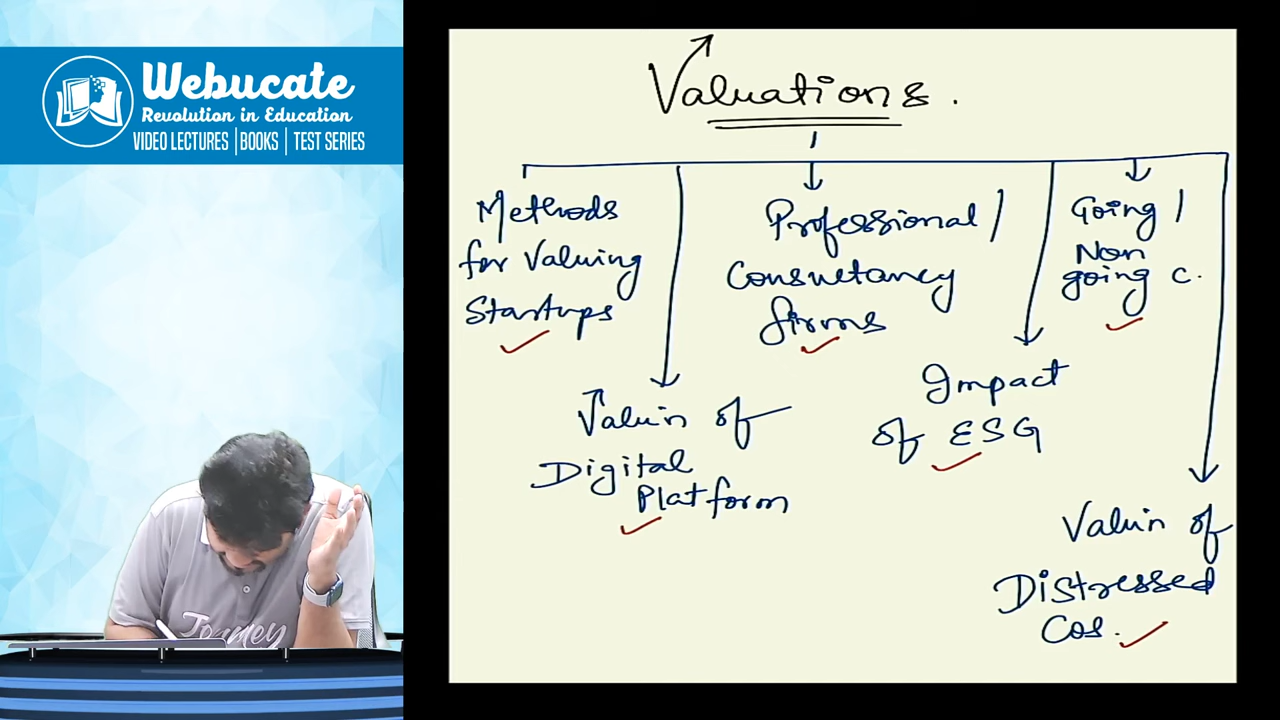 Webucate
Revolution in Education
VIDEO LECTURES | BOOKS | TEST SERIES
Journey
Valuations.
Methods
for Valuing
Startups
Valuin of
Digital
Platform
Professional /
Consultancy
firms
Impact
of ESG
Going /
Non
going c.
Valuin of
Distressed
Cos.